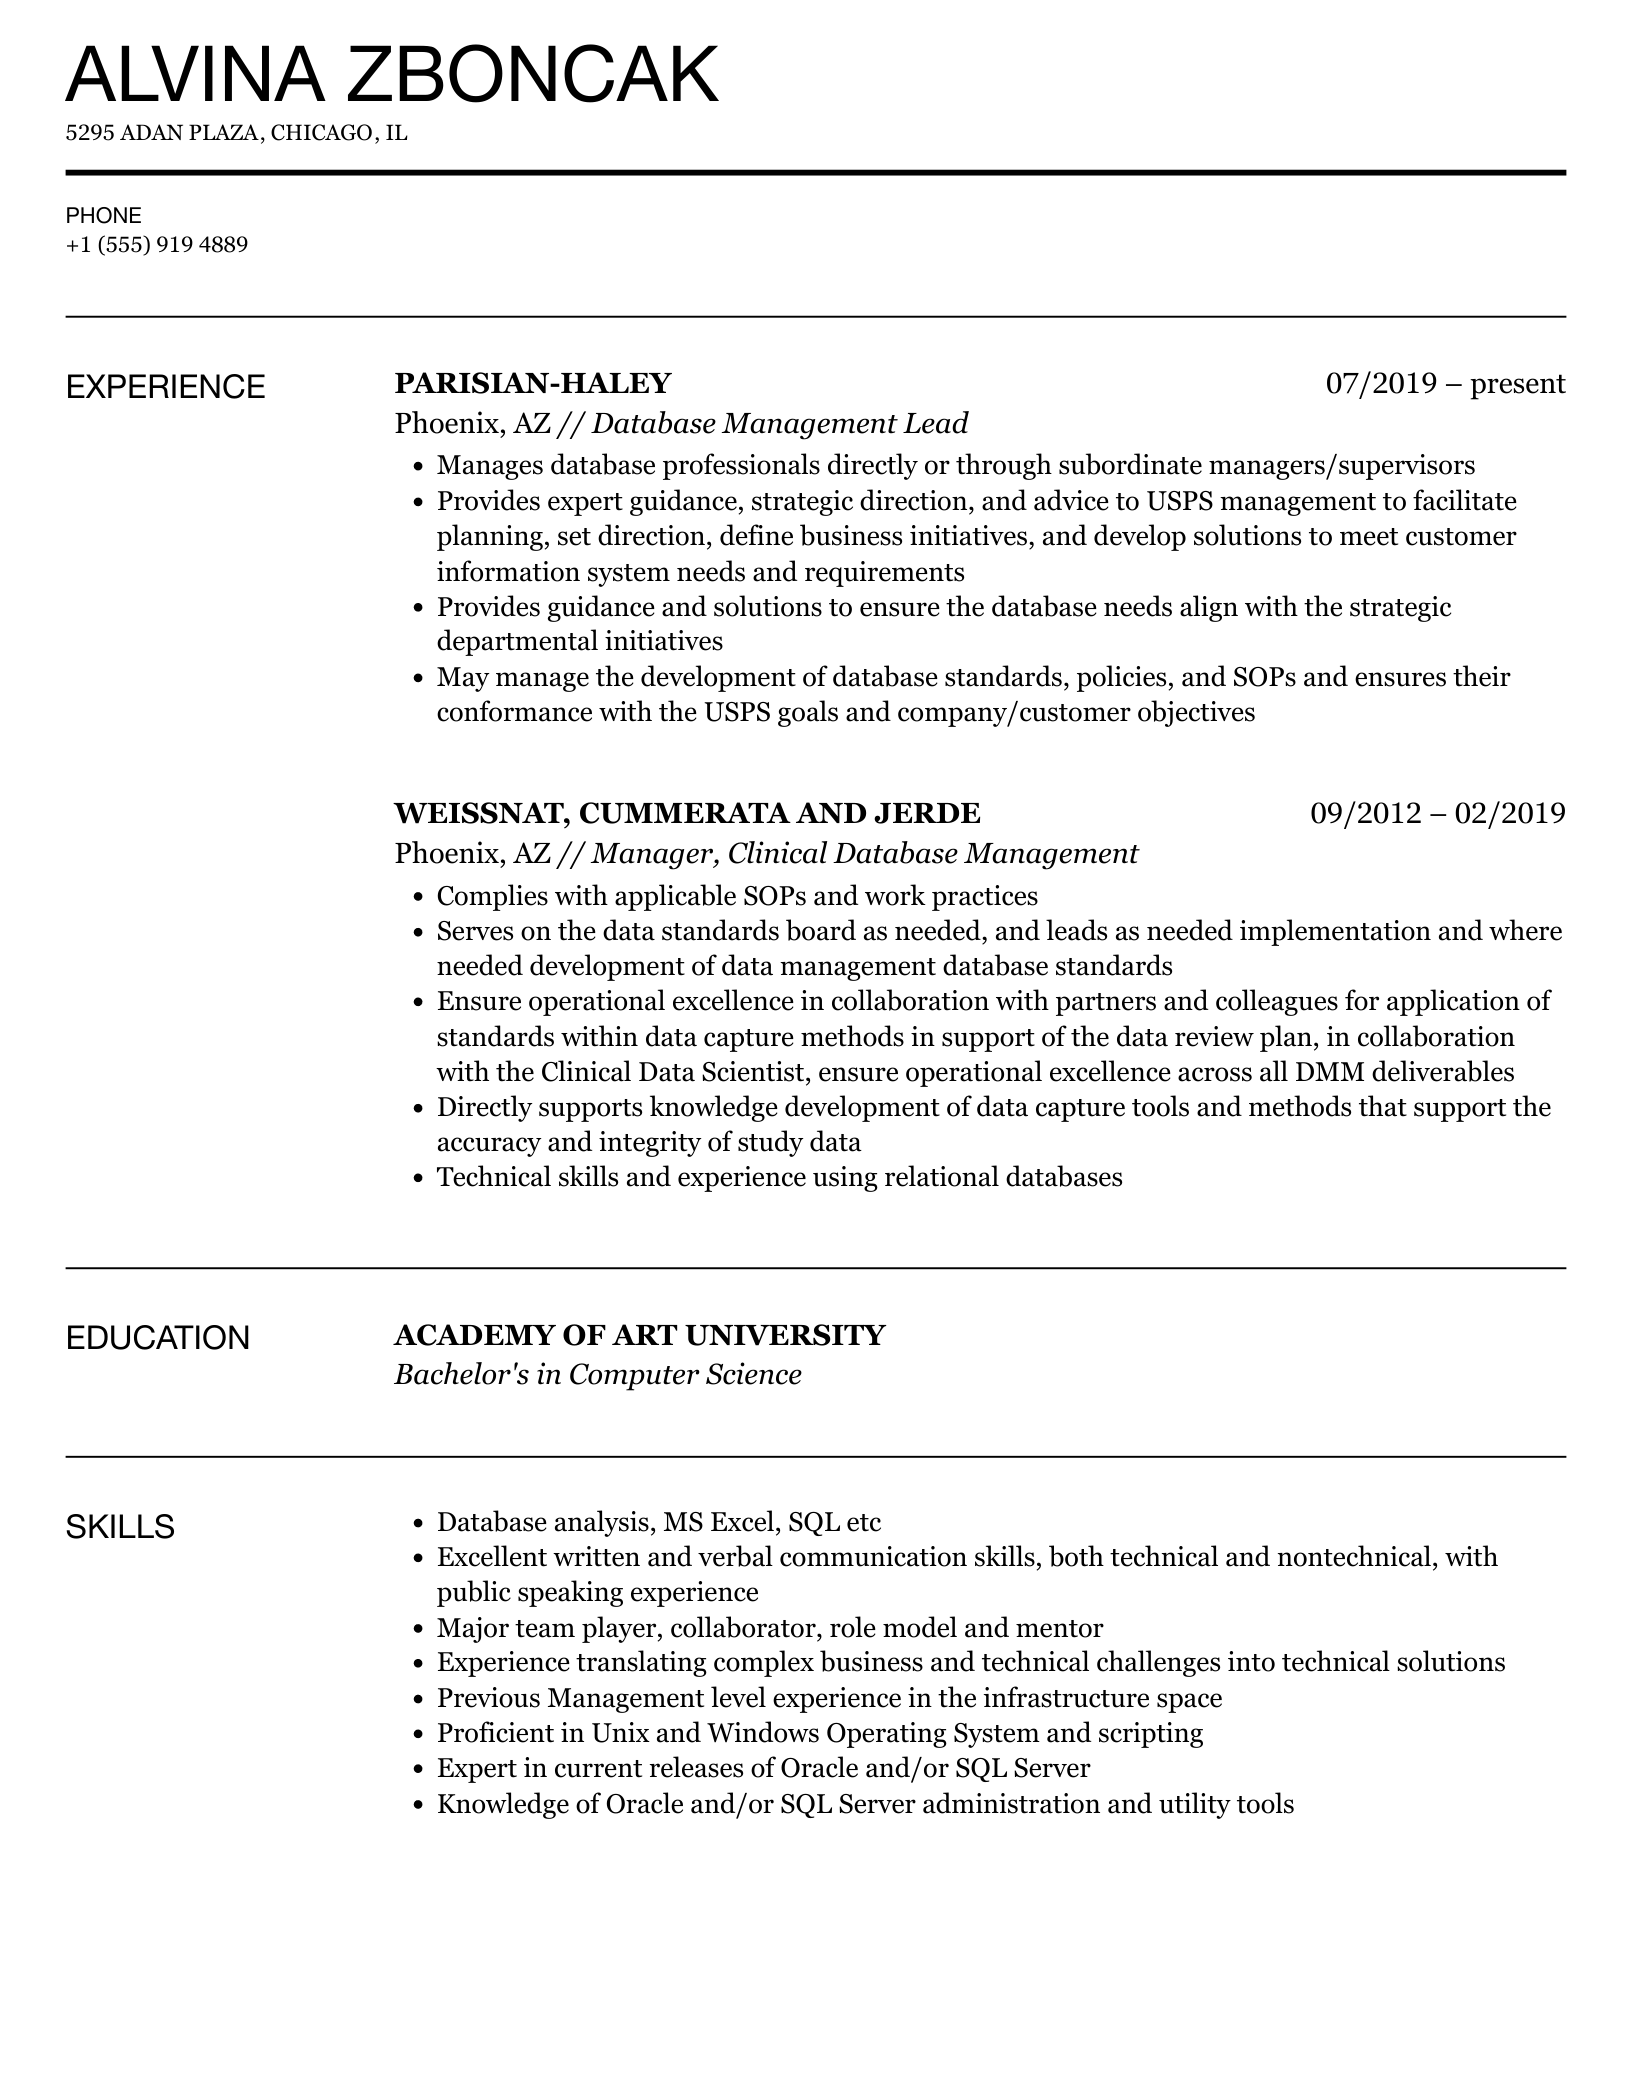 ALVINA ZBONCAK
5295 ADAN PLAZA, CHICAGO, IL
PHONE
+1 (555) 919 4889
EXPERIENCE
PARISIAN-HALEY 07/2019 – present
Phoenix, AZ // Database Management Lead
• Manages database professionals directly or through subordinate managers/supervisors
• Provides expert guidance, strategic direction, and advice to USPS management to facilitate
planning, set direction, define business initiatives, and develop solutions to meet customer
information system needs and requirements
• Provides guidance and solutions to ensure the database needs align with the strategic
departmental initiatives
• May manage the development of database standards, policies, and SOPs and ensures their
conformance with the USPS goals and company/customer objectives
WEISSNAT, CUMMERATA AND JERDE 09/2012 – 02/2019
Phoenix, AZ // Manager, Clinical Database Management
• Complies with applicable SOPs and work practices
• Serves on the data standards board as needed, and leads as needed implementation and where
needed development of data management database standards
• Ensure operational excellence in collaboration with partners and colleagues for application of
standards within data capture methods in support of the data review plan, in collaboration
with the Clinical Data Scientist, ensure operational excellence across all DMM deliverables
• Directly supports knowledge development of data capture tools and methods that support the
accuracy and integrity of study data
• Technical skills and experience using relational databases
EDUCATION
ACADEMY OF ART UNIVERSITY
Bachelor's in Computer Science
SKILLS
• Database analysis, MS Excel, SQL etc
• Excellent written and verbal communication skills, both technical and nontechnical, with
public speaking experience
• Major team player, collaborator, role model and mentor
• Experience translating complex business and technical challenges into technical solutions
• Previous Management level experience in the infrastructure space
• Proficient in Unix and Windows Operating System and scripting
• Expert in current releases of Oracle and/or SQL Server
• Knowledge of Oracle and/or SQL Server administration and utility tools